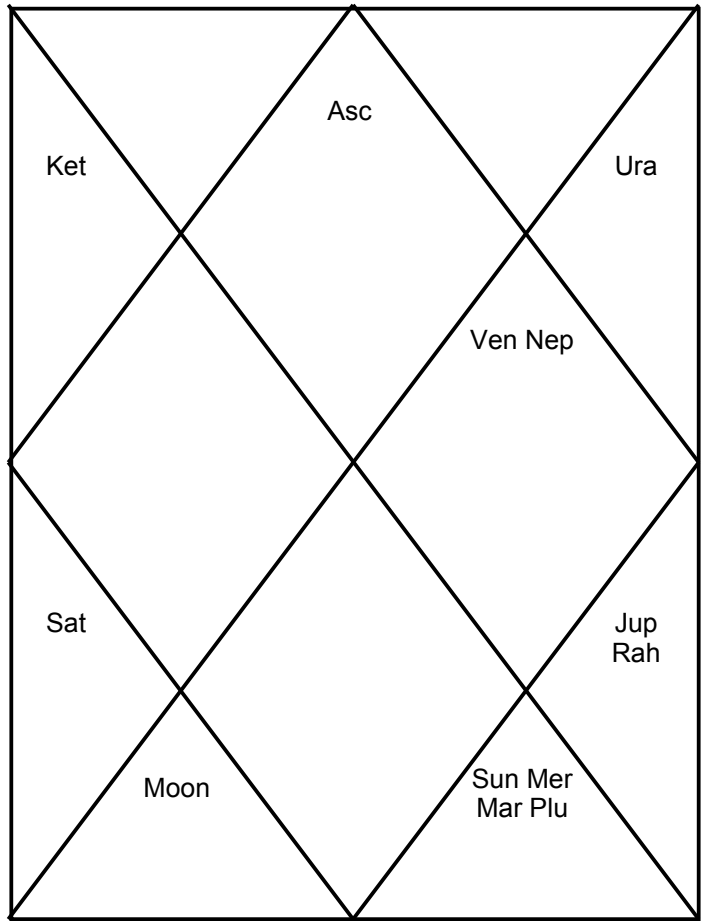 Asc
Ket
Ura
Ven Nep
Sat
Jup
Rah
Moon
Sun Mer
Mar Plu